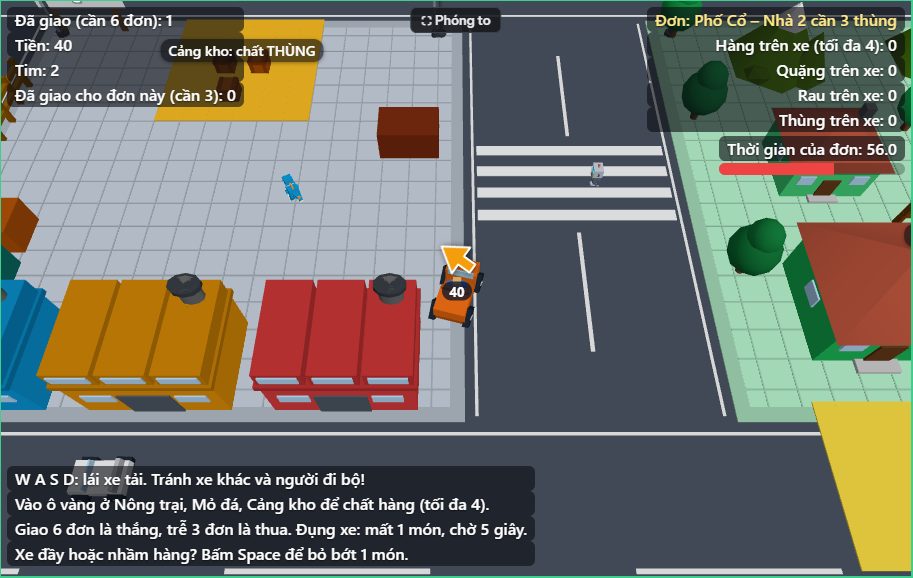 Đã giao (cần 6 đơn): 1
Tiền: 40
Tim: 2
Đã giao cho đơn này (cần 3): 0
Cảng kho: chất THÙNG
Phóng to
Đơn: Phố Cổ – Nhà 2 cần 3 thùng
Hàng trên xe (tối đa 4): 0
Quặng trên xe: 0
Rau trên xe: 0
Thùng trên xe: 0
Thời gian của đơn: 56.0
40
W A S D: lái xe tải. Tránh xe khác và người đi bộ!
Vào ô vàng ở Nông trại, Mỏ đá, Cảng kho để chất hàng (tối đa 4).
Giao 6 đơn là thắng, trễ 3 đơn là thua. Đụng xe: mất 1 món, chờ 5 giây.
Xe đầy hoặc nhầm hàng? Bấm Space để bỏ bớt 1 món.